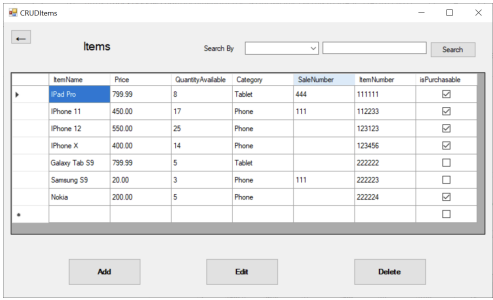 CRUDItems
←
Items
Search By
Search
ItemName Price QuantityAvailable Category SaleNumber ItemNumber isPurchasable
IPad Pro 799.99 8 Tablet 444 111111
IPhone 11 450.00 17 Phone 111 112233
IPhone 12 550.00 25 Phone 123123
IPhone X 400.00 14 Phone 123456
Galaxy Tab S9 799.99 5 Tablet 222222
Samsung S9 20.00 3 Phone 111 222223
Nokia 200.00 5 Phone 222224
Add Edit Delete